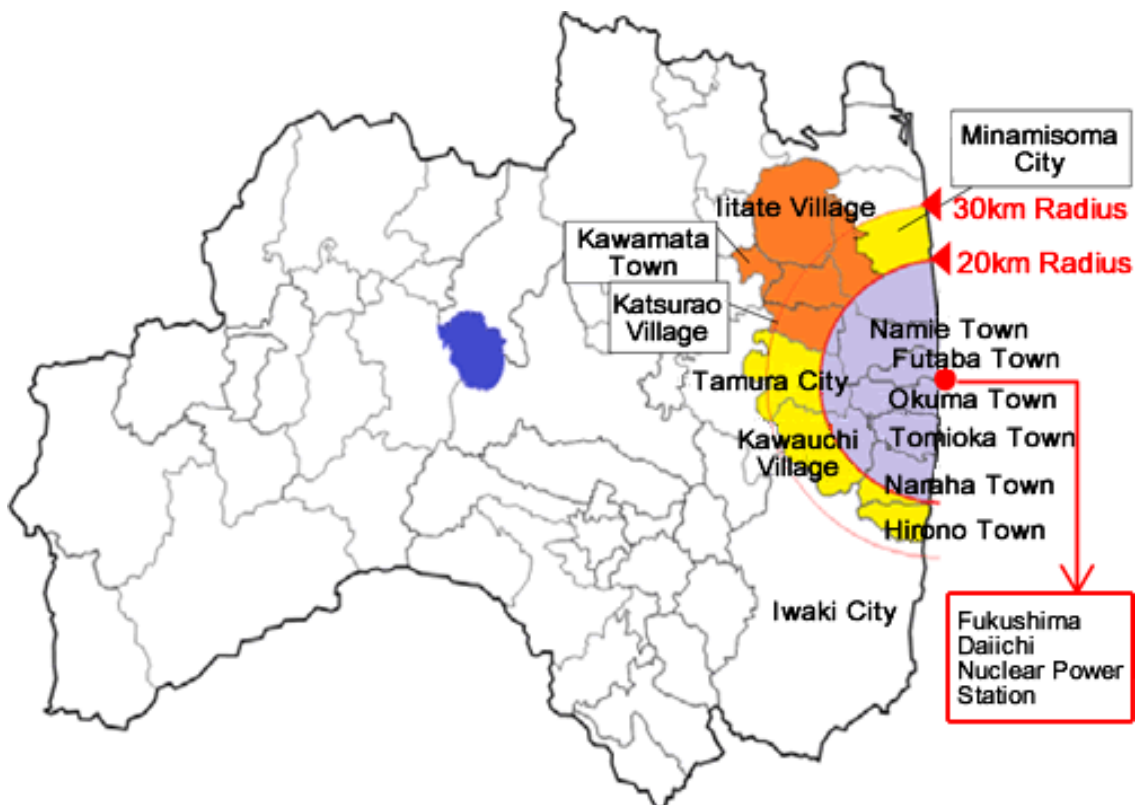 Minamisoma
City
Iitate Village
30km Radius
Kawamata
Town
20km Radius
Katsurao
Village
Namie Town
Futaba Town
Tamura City
Okuma Town
Kawauchi
Village
Tomioka Town
Naraha Town
Hirono Town
Iwaki City
Fukushima
Daiichi
Nuclear Power
Station